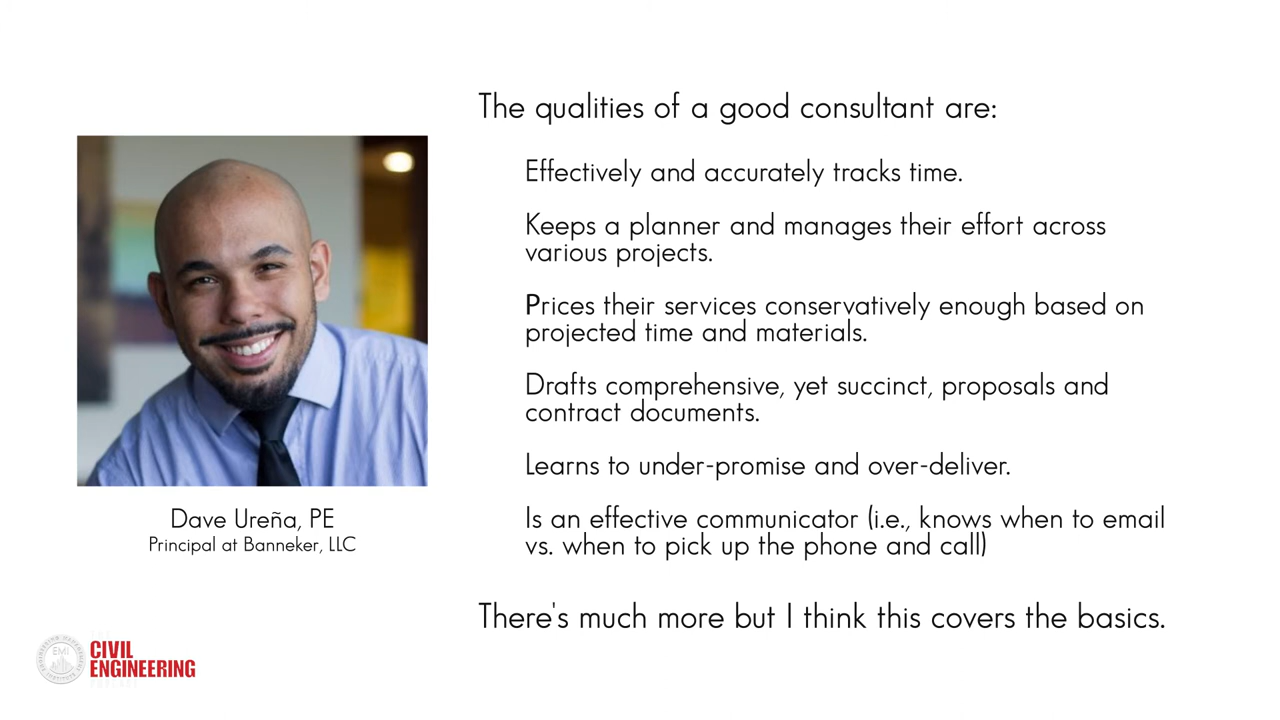 The qualities of a good consultant are:
Effectively and accurately tracks time.
Keeps a planner and manages their effort across
various projects.
Prices their services conservatively enough based on
projected time and materials.
Drafts comprehensive, yet succinct, proposals and
contract documents.
Learns to under-promise and over-deliver.
Is an effective communicator (i.e., knows when to email
vs. when to pick up the phone and call)
There's much more but I think this covers the basics.
Dave Ureña, PE
Principal at Banneker, LLC
EMI
CIVIL
ENGINEERING